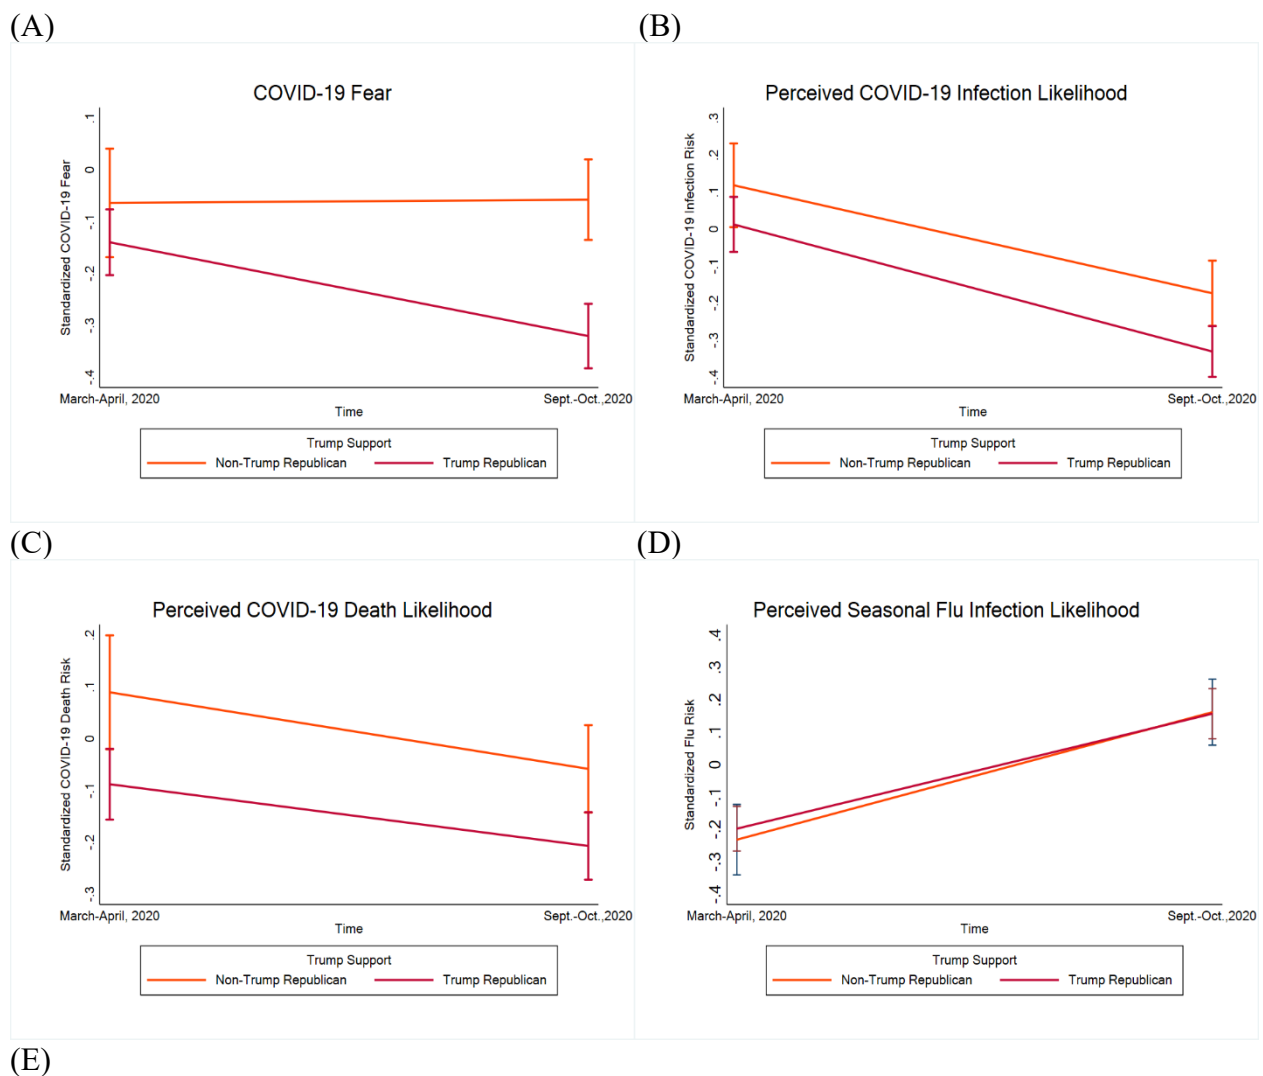 (A)
COVID-19 Fear
Standardized COVID-19 Fear
.1
0
-.1
-.2
-.3
-.4
March-April, 2020
Sept.-Oct.,2020
Time
Trump Support
Non-Trump Republican
Trump Republican
(B)
Perceived COVID-19 Infection Likelihood
Standardized COVID-19 Infection Risk
.3
.2
.1
0
-.1
-.2
-.3
-.4
March-April, 2020
Sept.-Oct.,2020
Time
Trump Support
Non-Trump Republican
Trump Republican
(C)
Perceived COVID-19 Death Likelihood
Standardized COVID-19 Death Risk
.2
.1
0
-.1
-.2
-.3
March-April, 2020
Sept.-Oct.,2020
Time
Trump Support
Non-Trump Republican
Trump Republican
(D)
Perceived Seasonal Flu Infection Likelihood
Standardized Flu Risk
.4
.3
.2
.1
0
-.1
-.2
-.3
-.4
March-April, 2020
Sept.-Oct.,2020
Time
Trump Support
Non-Trump Republican
Trump Republican
(E)